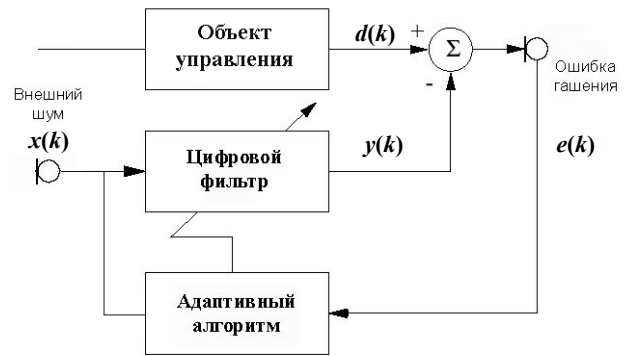 Объект
управления
d(k)
+
Σ
-
Ошибка
гашения
Внешний
шум
x(k)
Цифровой
фильтр
y(k)
e(k)
Адаптивный
алгоритм